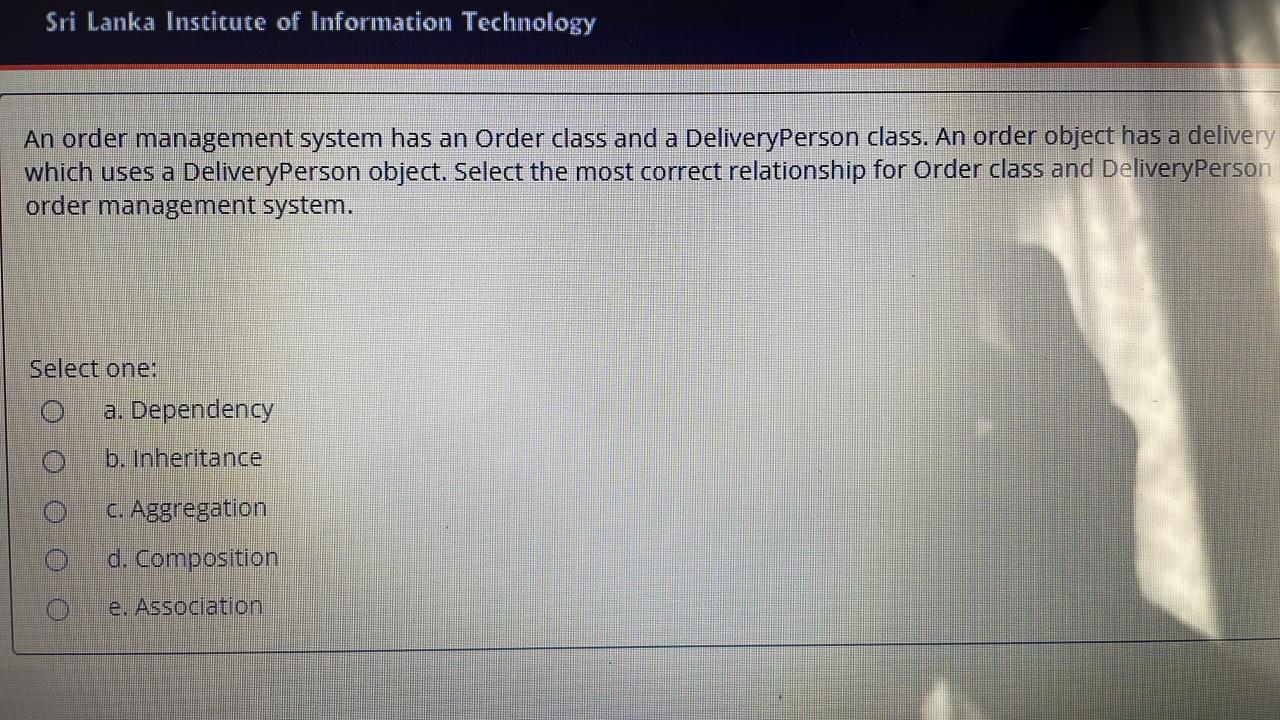 Sri Lanka Institute of Information Technology
An order management system has an Order class and a DeliveryPerson class. An order object has a delivery
which uses a DeliveryPerson object. Select the most correct relationship for Order class and DeliveryPerson
order management system.
Select one:
a. Dependency
b. Inheritance
c. Aggregation
d. Composition
e. Association